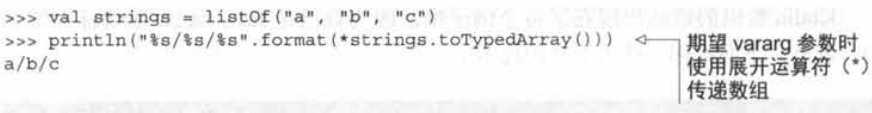 >>> val strings = listOf("a", "b", "c")
>>> println("%s/%s/%s".format(*strings.toTypedArray()))
a/b/c
期望 vararg 参数时
使用展开运算符（*）
传递数组